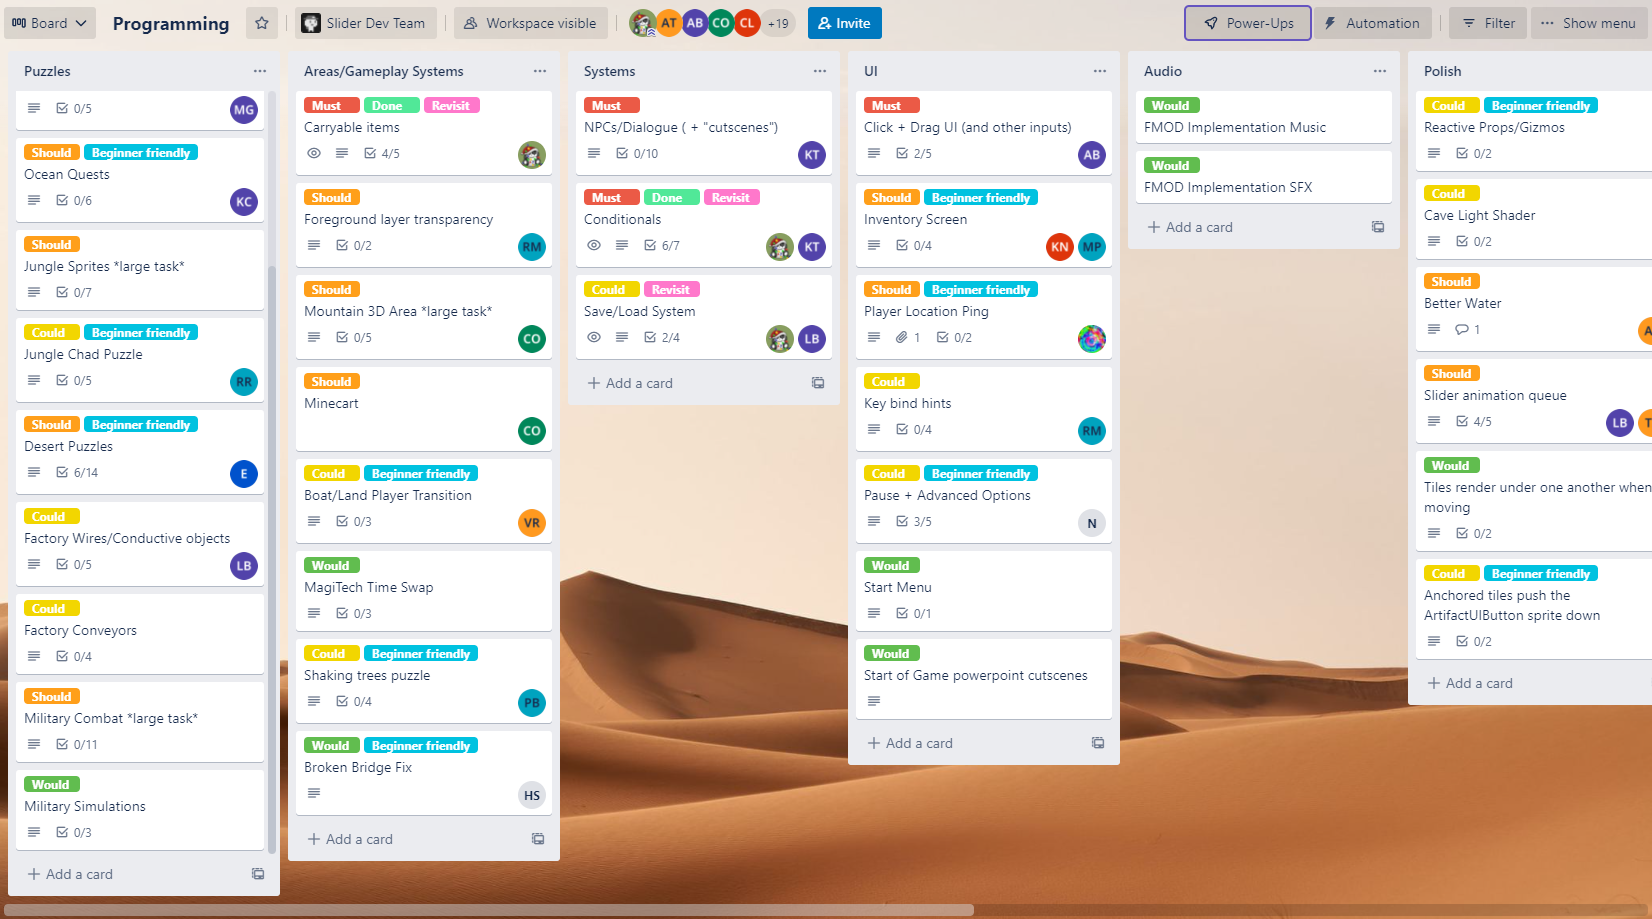 Board
Programming
Slider Dev Team
Workspace visible
AT
AB
CO
CL
+19
Invite
Power-Ups
Automation
Filter
Show menu
Puzzles
0/5
MG
Should Beginner friendly
Ocean Quests
0/6
KC
Should
Jungle Sprites *large task*
0/7
Could Beginner friendly
Jungle Chad Puzzle
0/5
RR
Should Beginner friendly
Desert Puzzles
6/14
E
Could
Factory Wires/Conductive objects
0/5
LB
Could
Factory Conveyors
0/4
Should
Military Combat *large task*
0/11
Would
Military Simulations
0/3
+ Add a card
Areas/Gameplay Systems
Must Done Revisit
Carryable items
4/5
Should
Foreground layer transparency
0/2
RM
Should
Mountain 3D Area *large task*
0/5
CO
Should
Minecart
CO
Could Beginner friendly
Boat/Land Player Transition
0/3
VR
Would
MagiTech Time Swap
0/3
Could Beginner friendly
Shaking trees puzzle
0/4
PB
Would Beginner friendly
Broken Bridge Fix
HS
+ Add a card
Systems
Must
NPCs/Dialogue ( + "cutscenes")
0/10
KT
Must Done Revisit
Conditionals
6/7
KT
Could Revisit
Save/Load System
2/4
LB
+ Add a card
UI
Must
Click + Drag UI (and other inputs)
2/5
AB
Should Beginner friendly
Inventory Screen
0/4
KN
MP
Should Beginner friendly
Player Location Ping
1
0/2
Could
Key bind hints
0/4
RM
Could Beginner friendly
Pause + Advanced Options
3/5
N
Would
Start Menu
0/1
Would
Start of Game powerpoint cutscenes
+ Add a card
Audio
Would
FMOD Implementation Music
Would
FMOD Implementation SFX
+ Add a card
Polish
Could Beginner friendly
Reactive Props/Gizmos
0/2
Could
Cave Light Shader
0/2
Should
Better Water
1
A
Should
Slider animation queue
4/5
LB
T
Would
Tiles render under one another when
moving
0/2
Could Beginner friendly
Anchored tiles push the
ArtifactUIButton sprite down
0/2
+ Add a card